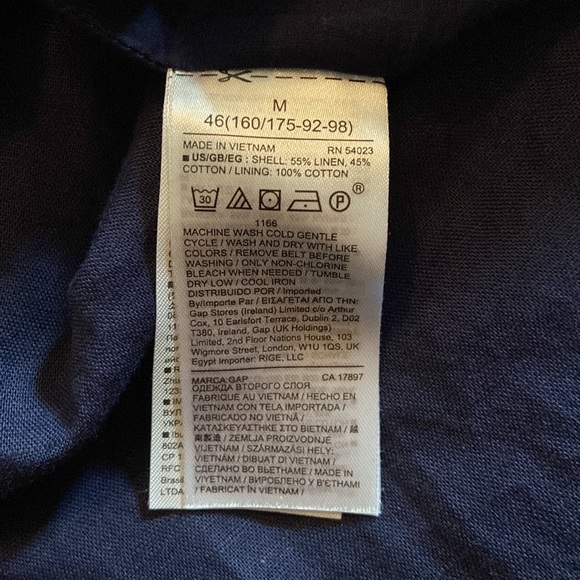 M
46(160/175-92-98)
MADE IN VIETNAM RN 54023
■ US/GB/EG : SHELL: 55% LINEN, 45%
COTTON / LINING: 100% COTTON
30 P ®
1166
MACHINE WASH COLD GENTLE
CYCLE / WASH AND DRY WITH LIKE
COLORS / REMOVE BELT BEFORE
WASHING / ONLY NON-CHLORINE
BLEACH WHEN NEEDED / TUMBLE
DRY LOW / COOL IRON
DISTRIBUIDO POR / Imported
By/Importe Par / ΕΙΣΑΓΕΤΑΙ ΑΠΟ ΤΗΝ:
Gap Stores (Ireland) Limited c/o Arthur
Cox, 10 Earlsfort Terrace, Dublin 2, D02
T380, Ireland, Gap (UK Holdings)
Limited, 2nd Floor Nations House, 103
Wigmore Street, London, W1U 1QS, UK
Egypt Importer: RIGE, LLC
MARCA:GAP CA 17897
ОДЕЖДА ВТОРОГО СЛОЯ
FABRIQUE AU VIETNAM / HECHO EN
VIETNAM CON TELA IMPORTADA /
FABRICADO NO VIETNÃ /
ΚΑΤΑΣΚΕΥΑΣΤΗΚΕ ΣΤΟ ΒΙΕΤΝΑΜ / 越
南製造 / ZEMLJA PROIZVODNJE
VIJETNAM / SZÁRMAZÁSI HELY:
VIETNÁM / DIBUAT DI VIETNAM /
СДЕЛАНО ВО ВЬЕТНАМЕ / MADE IN
VIYETNAM / ВИРОБЛЕНО У В'ЄТНАМІ
/ FABRICAT ÎN VIETNAM /